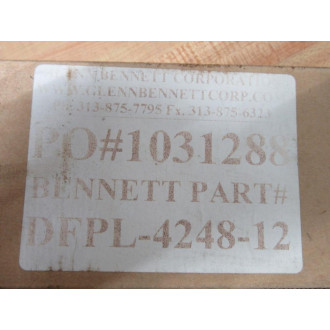 BENNETT CORPORAT
.GLENNBENNETTCORP.CO
313-875-7795 Fx. 313-875-632
PO#1031288
BENNETT PART#
DFPL-4248-12